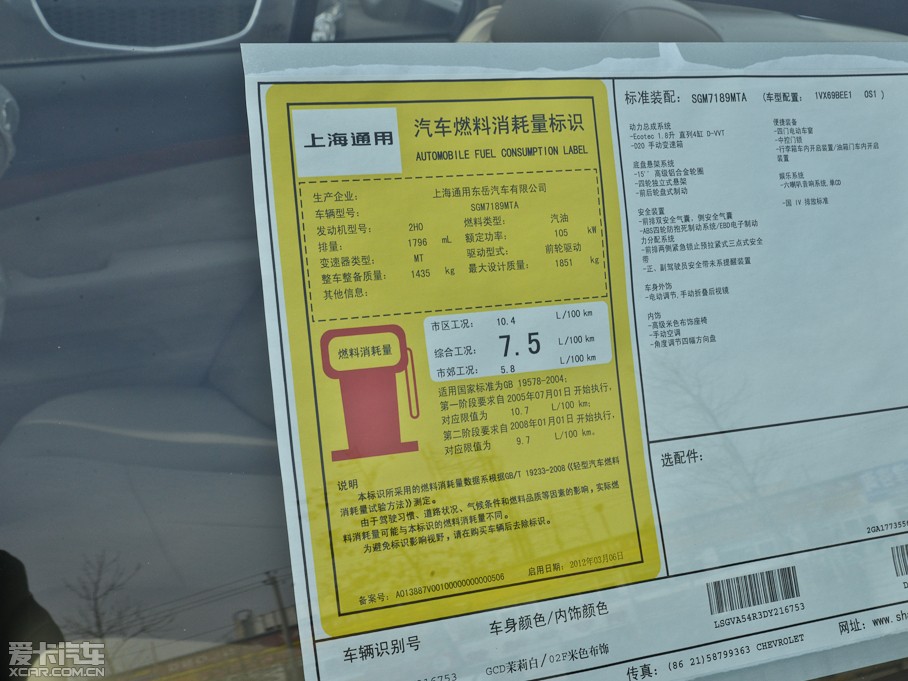 上海通用
汽车燃料消耗量标识
AUTOMOBILE FUEL CONSUMPTION LABEL
生产企业: 上海通用东岳汽车有限公司
车辆型号: SGM7189MTA
发动机型号: 2H0 燃料类型: 汽油
排量: 1796 mL 额定功率: 105 kW
变速器类型: MT 驱动型式: 前轮驱动
整车整备质量: 1435 kg 最大设计质量: 1851 kg
其他信息:
燃料消耗量
市区工况: 10.4 L/100 km
综合工况: 7.5 L/100 km
市郊工况: 5.8 L/100 km
适用国家标准为GB 19578-2004;
第一阶段要求自2005年07月01日开始执行,
对应限值为 10.7 L/100 km;
第二阶段要求自2008年01月01日开始执行,
对应限值为 9.7 L/100 km。
说明
本标识所采用的燃料消耗量数据系根据GB/T 19233-2008《轻型汽车燃料
消耗量试验方法》测定。
由于驾驶习惯、道路状况、气候条件和燃料品质等因素的影响,实际燃
料消耗量可能与本标识的燃料消耗量不同。
为避免标识影响视野,请在购买车辆后去除标识。
备案号: A013887V00100000000000506 启用日期: 2012年03月06日
标准装配: SGM7189MTA (车型配置: 1VX69BEE1 OS1 )
动力总成系统
-Ecotec 1.8升 直列4缸 D-VVT
-D20 手动变速箱
底盘悬架系统
-15'' 高级铝合金轮圈
-四轮独立式悬架
-前后轮盘式制动
安全装置
-前排双安全气囊, 侧安全气囊
-ABS四轮防抱死制动系统/EBD电子制动
力分配系统
-前排两侧紧急锁止预拉紧式三点式安全
带
-正、副驾驶员安全带未系提醒装置
车身外饰
-电动调节,手动折叠后视镜
内饰
-高级米色布饰座椅
-手动空调
-角度调节四幅方向盘
便捷装备
-四门电动车窗
-中控门锁
-行李箱车内开启装置/油箱门车内开启
装置
娱乐系统
-六喇叭音响系统,单CD
-国 IV 排放标准
选配件:
2GA177355
LSGVA54R3DY216753
车辆识别号 车身颜色/内饰颜色
216753 GCD茉莉白/02F米色布饰
传真: (86 21)58799363 CHEVROLET
网址: www.sh
爱卡汽车
XCAR.COM.CN